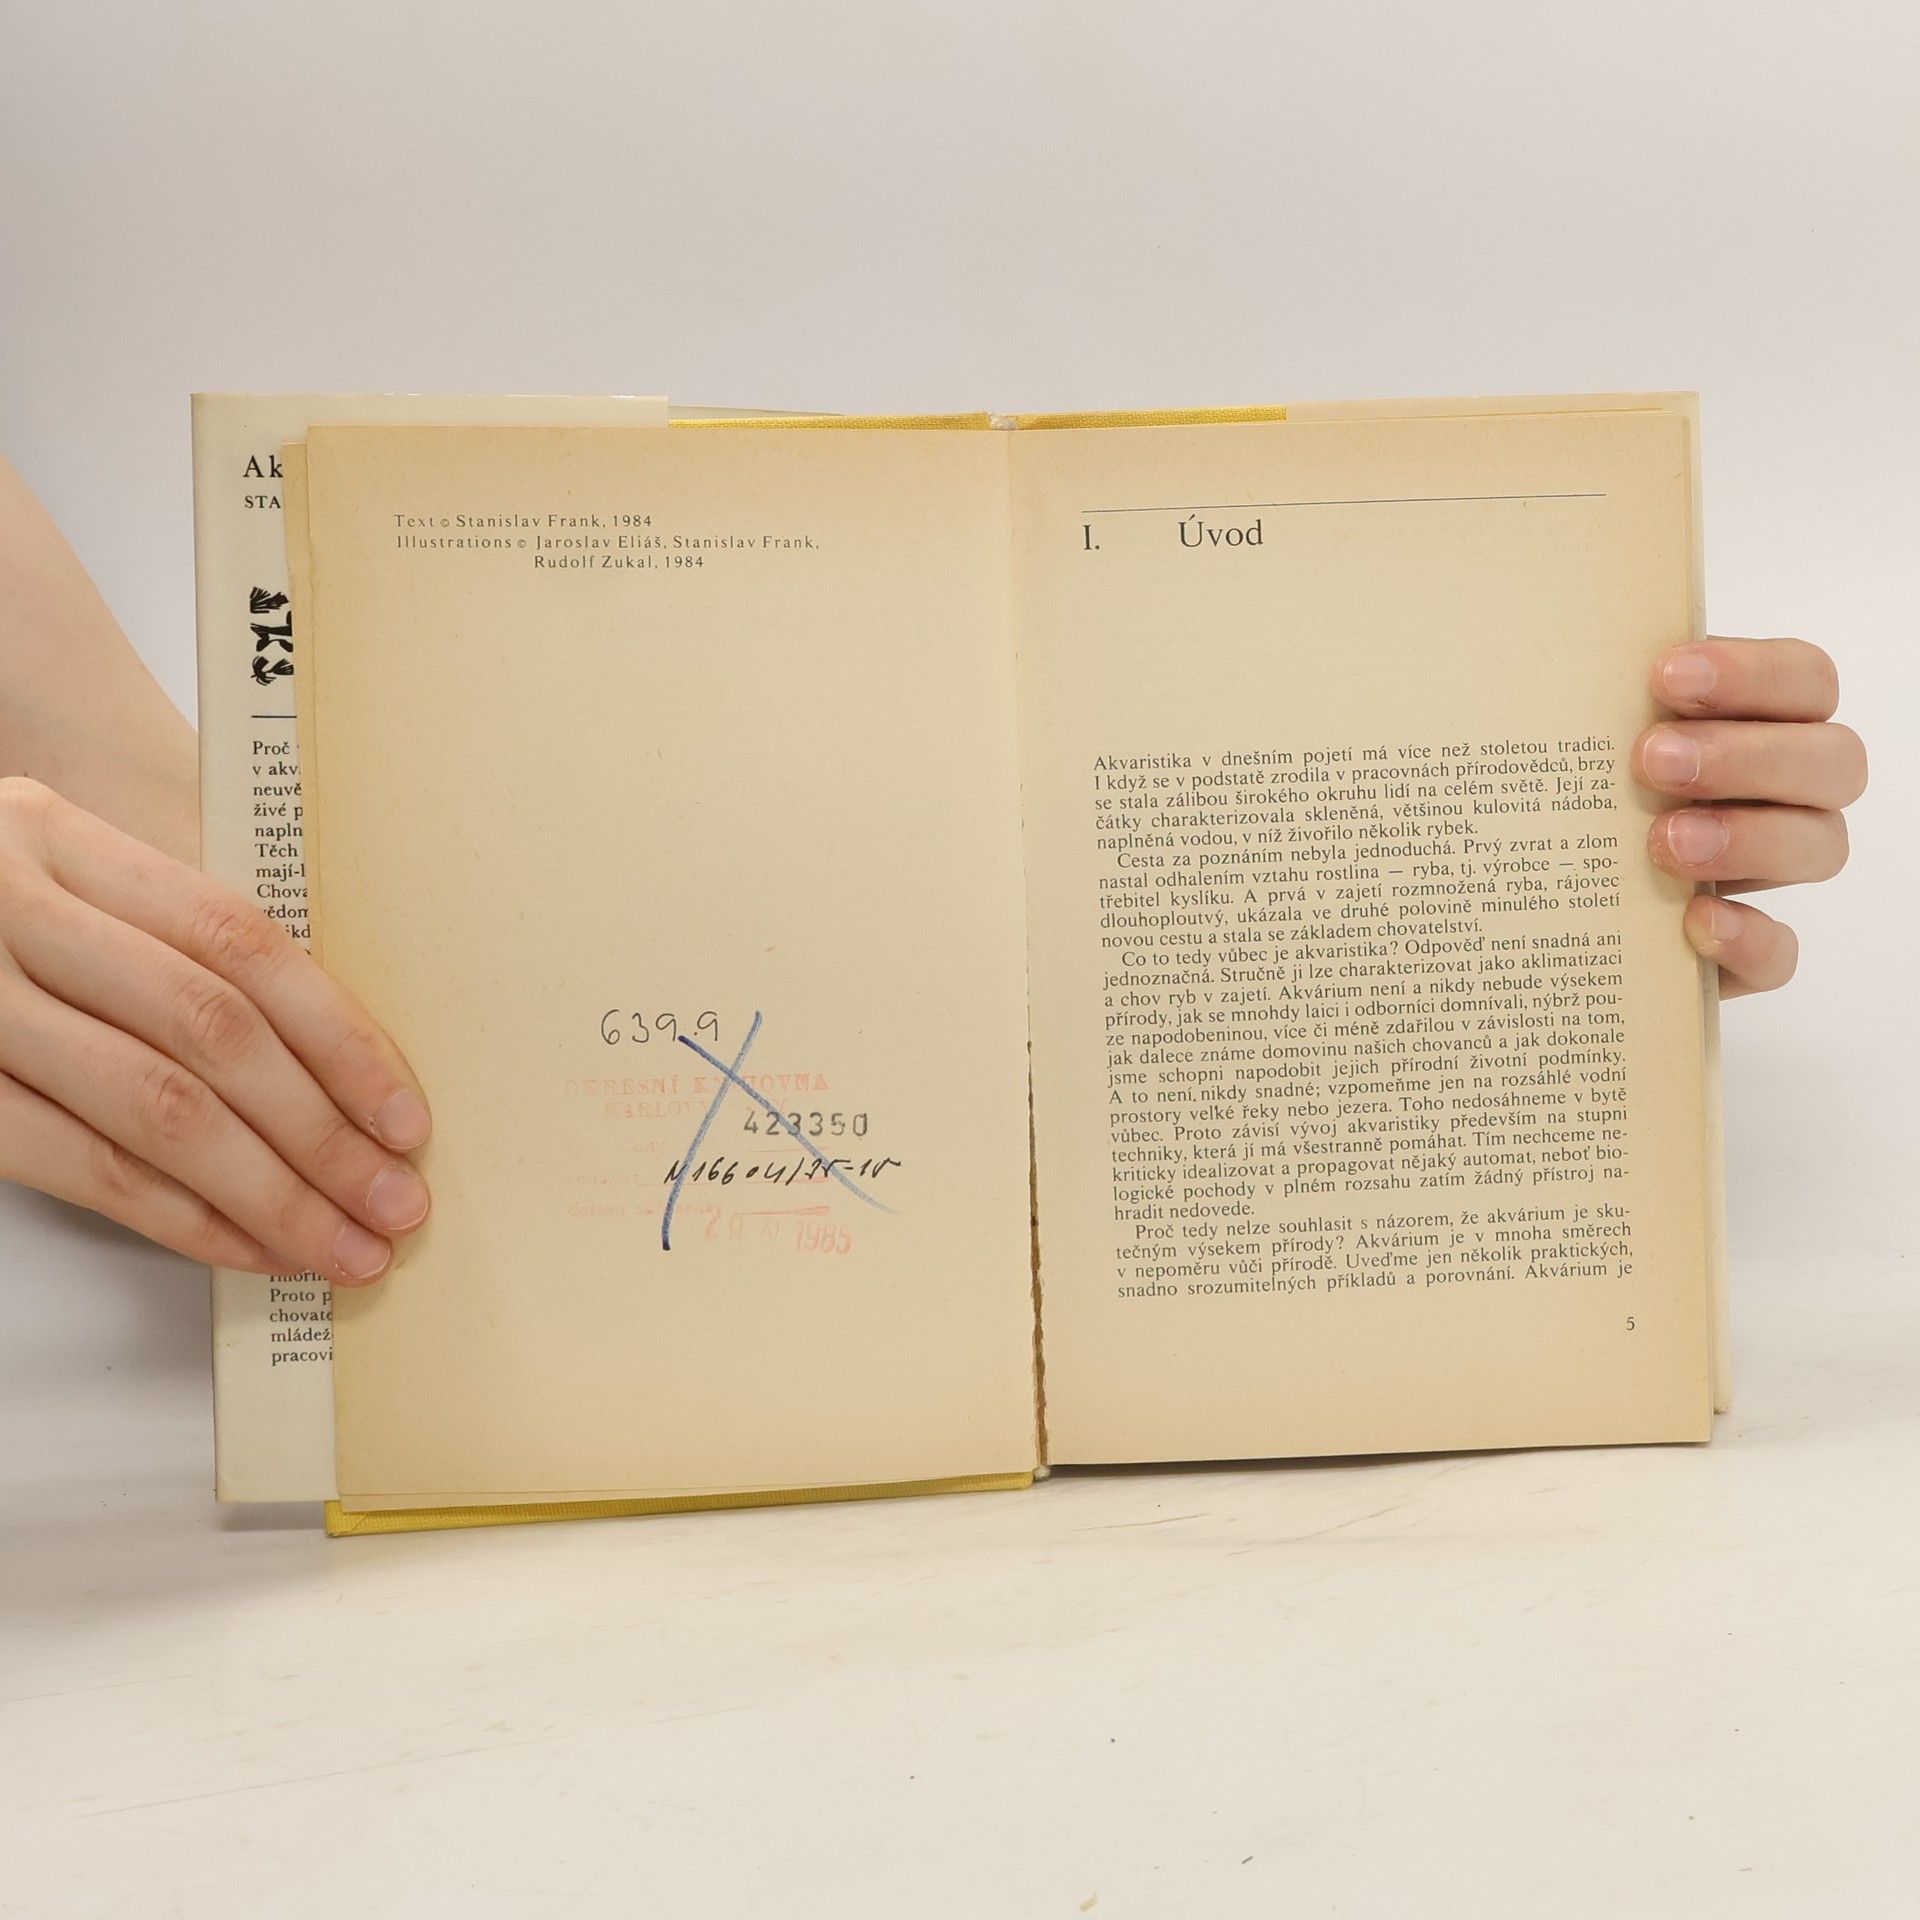 Ak
STA
Proč
v akv
neuvě
živé p
napln
Těch
mají-l
Chova
vědom
ikd
Inform
Proto p
chovate
mládež
pracovi
Text © Stanislav Frank, 1984
Illustrations © Jaroslav Eliáš, Stanislav Frank,
Rudolf Zukal, 1984
639.9
OKRESNÍ KNIHOVNA
KARLOVY
423350
1985
I. Úvod
Akvaristika v dnešním pojetí má více než stoletou tradici.
I když se v podstatě zrodila v pracovnách přírodovědců, brzy
se stala zálibou širokého okruhu lidí na celém světě. Její za-
čátky charakterizovala skleněná, většinou kulovitá nádoba,
naplněná vodou, v níž živořilo několik rybek.
Cesta za poznáním nebyla jednoduchá. Prvý zvrat a zlom
nastal odhalením vztahu rostlina — ryba, tj. výrobce — spo-
třebitel kyslíku. A prvá v zajetí rozmnožená ryba, rájovec
dlouhoploutvý, ukázala ve druhé polovině minulého století
novou cestu a stala se základem chovatelství.
Co to tedy vůbec je akvaristika? Odpověď není snadná ani
jednoznačná. Stručně ji lze charakterizovat jako aklimatizaci
a chov ryb v zajetí. Akvárium není a nikdy nebude výsekem
přírody, jak se mnohdy laici i odborníci domnívali, nýbrž pou-
ze napodobeninou, více či méně zdařilou v závislosti na tom,
jak dalece známe domovinu našich chovanců a jak dokonale
jsme schopni napodobit jejich přírodní životní podmínky.
A to není nikdy snadné; vzpomeňme jen na rozsáhlé vodní
prostory velké řeky nebo jezera. Toho nedosáhneme v bytě
vůbec. Proto závisí vývoj akvaristiky především na stupni
techniky, která jí má všestranně pomáhat. Tím nechceme ne-
kriticky idealizovat a propagovat nějaký automat, neboť bio-
logické pochody v plném rozsahu zatím žádný přístroj na-
hradit nedovede.
Proč tedy nelze souhlasit s názorem, že akvárium je sku-
tečným výsekem přírody? Akvárium je v mnoha směrech
v nepoměru vůči přírodě. Uveďme jen několik praktických,
snadno srozumitelných příkladů a porovnání. Akvárium je
5